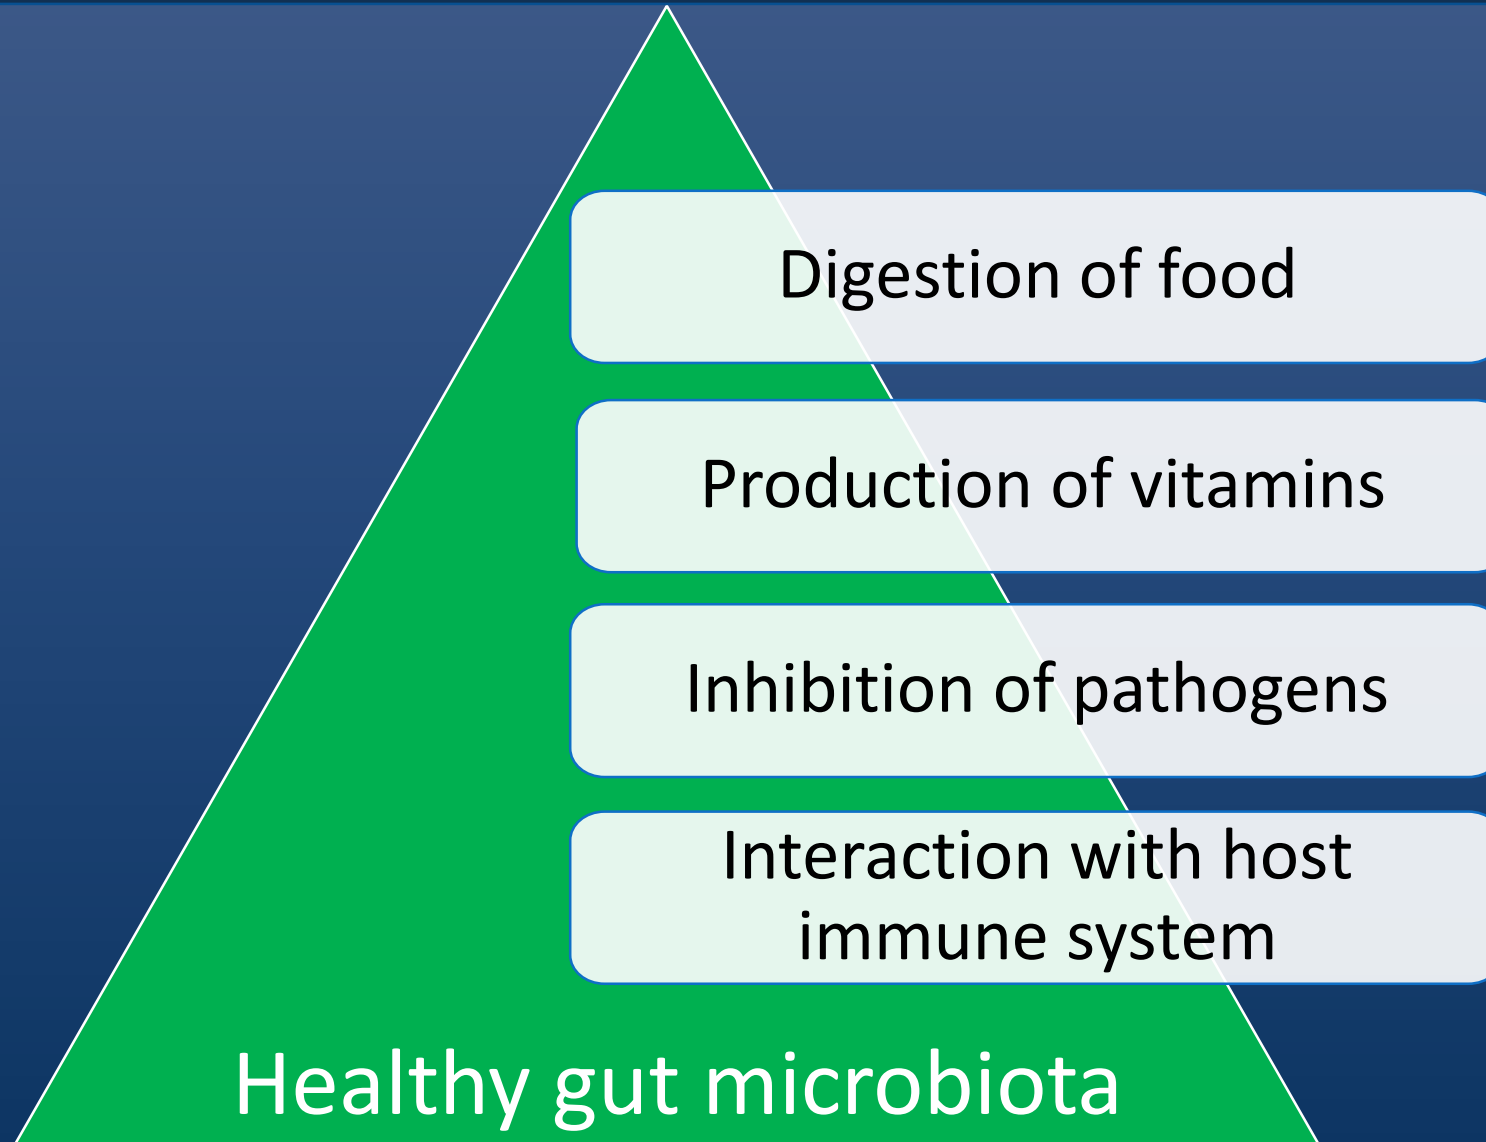 Digestion of food
Production of vitamins
Inhibition of pathogens
Interaction with host
immune system
Healthy gut microbiota